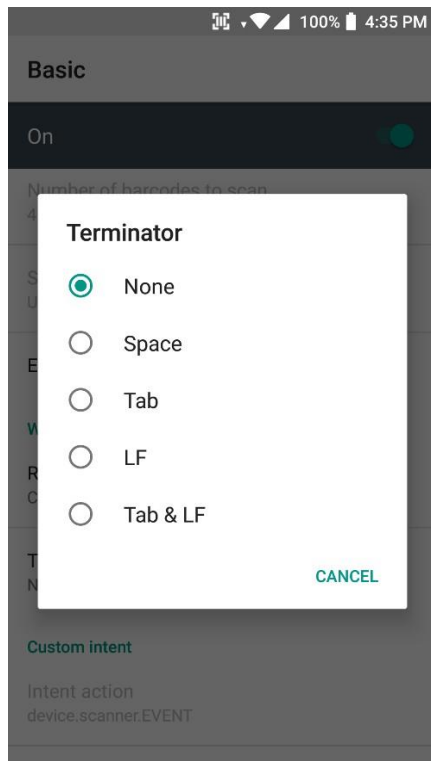 100% 4:35 PM
Basic
On
Number of barcodes to scan
4
S
U
E
W
R
C
T
N
Terminator
None
Space
Tab
LF
Tab & LF
CANCEL
Custom intent
Intent action
device.scanner.EVENT